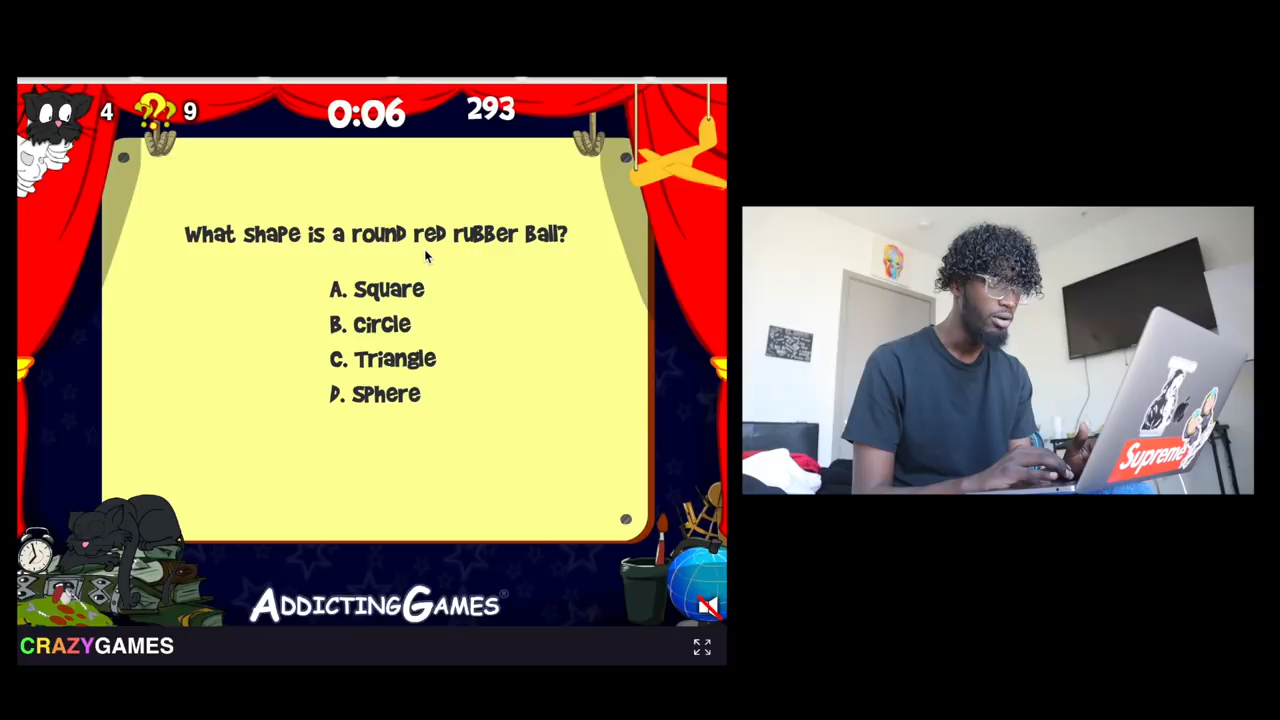 4
9
0:06
293
What shape is a round red rubber ball?
A. Square
B. Circle
C. Triangle
D. Sphere
ADDICTINGGAMES®
CRAZYGAMES
Supreme